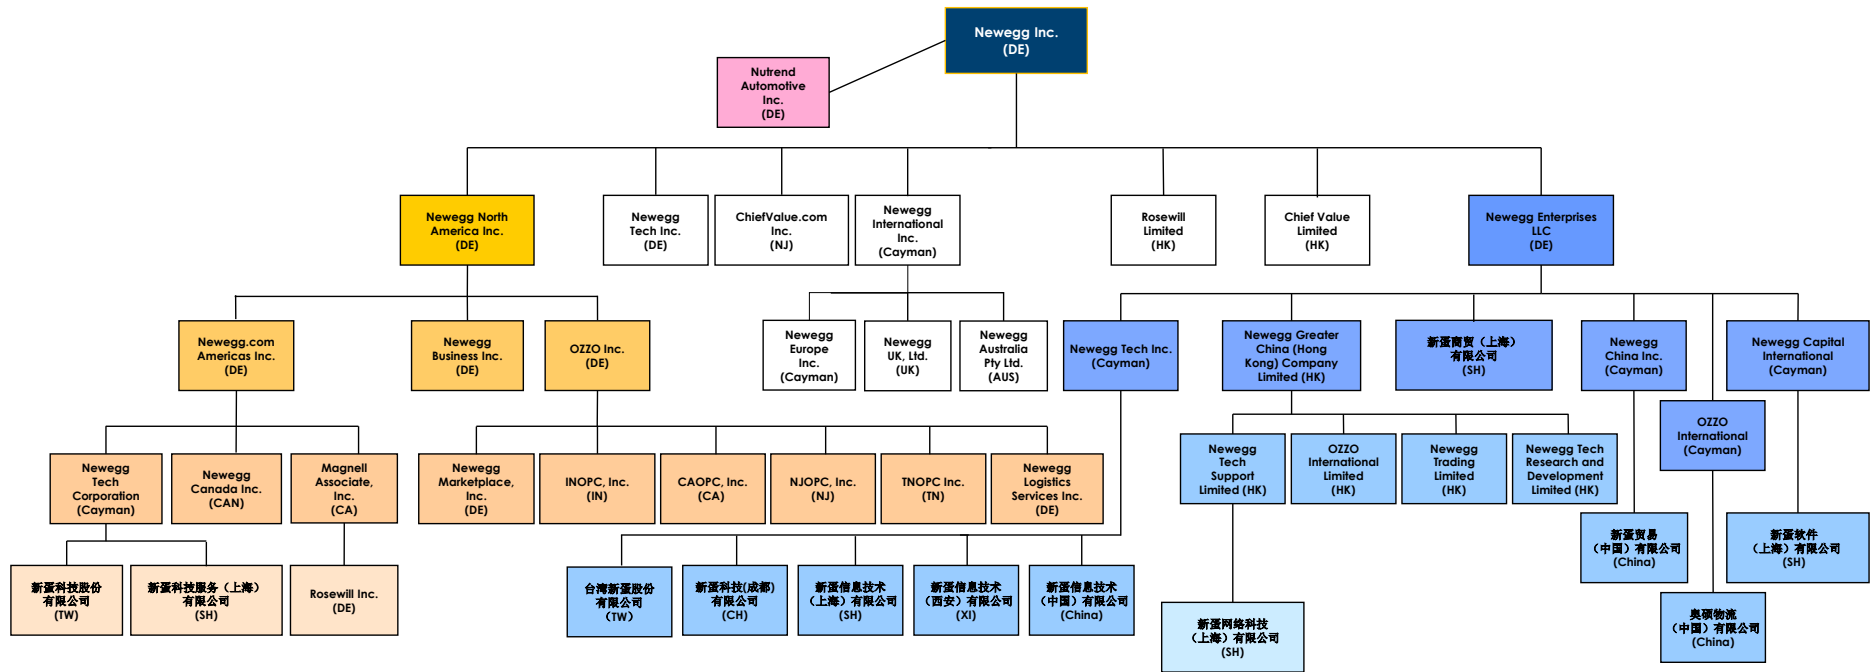 Newegg Inc.
(DE)
Nutrend
Automotive
Inc.
(DE)
Newegg North
America Inc.
(DE)
Newegg
Tech Inc.
(DE)
ChiefValue.com
Inc.
(NJ)
Newegg
International
Inc.
(Cayman)
Rosewill
Limited
(HK)
Chief Value
Limited
(HK)
Newegg Enterprises
LLC
(DE)
Newegg.com
Americas Inc.
(DE)
Newegg
Business Inc.
(DE)
OZZO Inc.
(DE)
Newegg
Europe
Inc.
(Cayman)
Newegg
UK, Ltd.
(UK)
Newegg
Australia
Pty Ltd.
(AUS)
Newegg Tech Inc.
(Cayman)
Newegg Greater
China (Hong
Kong) Company
Limited (HK)
新蛋商贸（上海）
有限公司
(SH)
Newegg
China Inc.
(Cayman)
Newegg Capital
International
(Cayman)
OZZO
International
(Cayman)
Newegg
Tech
Corporation
(Cayman)
Newegg
Canada Inc.
(CAN)
Magnell
Associate,
Inc.
(CA)
Newegg
Marketplace,
Inc.
(DE)
INOPC, Inc.
(IN)
CAOPC, Inc.
(CA)
NJOPC, Inc.
(NJ)
TNOPC Inc.
(TN)
Newegg
Logistics
Services Inc.
(DE)
Newegg
Tech
Support
Limited (HK)
OZZO
International
Limited
(HK)
Newegg
Trading
Limited
(HK)
Newegg Tech
Research and
Development
Limited (HK)
新蛋贸易
（中国）有限公司
(China)
新蛋软件
（上海）有限公司
(SH)
新蛋科技股份
有限公司
(TW)
新蛋科技服务（上海）
有限公司
(SH)
Rosewill Inc.
(DE)
台湾新蛋股份
有限公司
（TW）
新蛋科技(成都)
有限公司
(CH)
新蛋信息技术
（上海）有限公司
(SH)
新蛋信息技术
（西安）有限公司
(XI)
新蛋信息技术
（中国）有限公司
(China)
新蛋网络科技
（上海）有限公司
(SH)
奥硕物流
（中国）有限公司
(China)